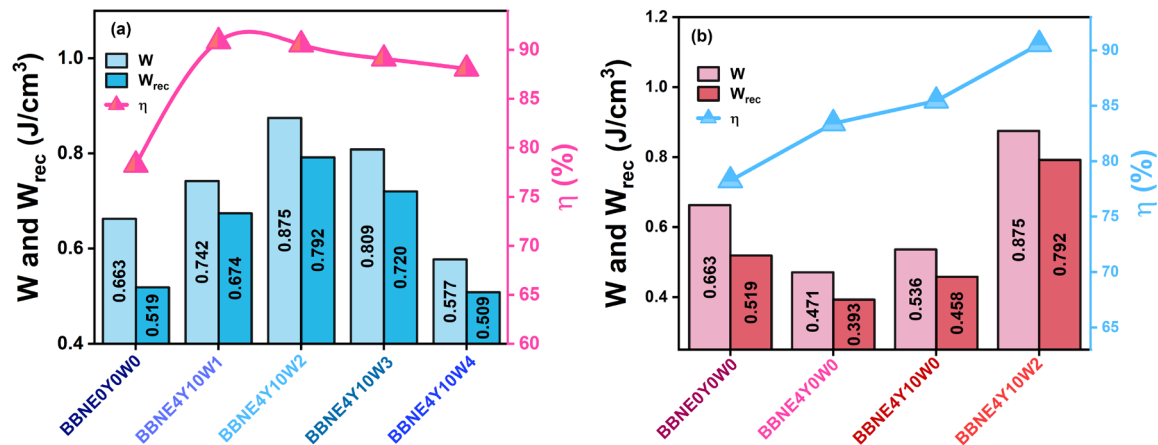 (a)
W
W_rec
η
W and W_rec (J/cm³)
1.0
0.8
0.6
0.4
0.663
0.519
0.742
0.674
0.875
0.792
0.809
0.720
0.577
0.509
90
85
80
75
70
65
60
η (%)
BBNE0Y0W0
BBNE4Y10W1
BBNE4Y10W2
BBNE4Y10W3
BBNE4Y10W4
(b)
W
W_rec
η
W and W_rec (J/cm³)
1.2
1.0
0.8
0.6
0.4
0.663
0.519
0.471
0.393
0.536
0.458
0.875
0.792
90
85
80
75
70
65
η (%)
BBNE0Y0W0
BBNE4Y0W0
BBNE4Y10W0
BBNE4Y10W2